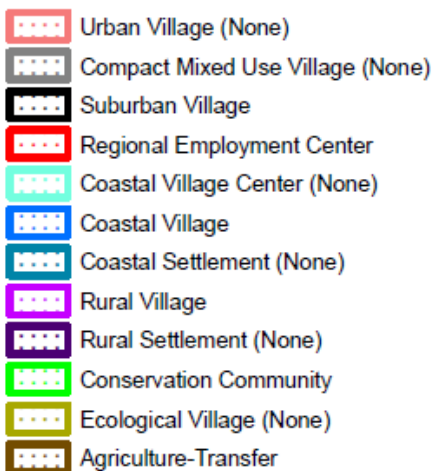 Urban Village (None)
Compact Mixed Use Village (None)
Suburban Village
Regional Employment Center
Coastal Village Center (None)
Coastal Village
Coastal Settlement (None)
Rural Village
Rural Settlement (None)
Conservation Community
Ecological Village (None)
Agriculture-Transfer